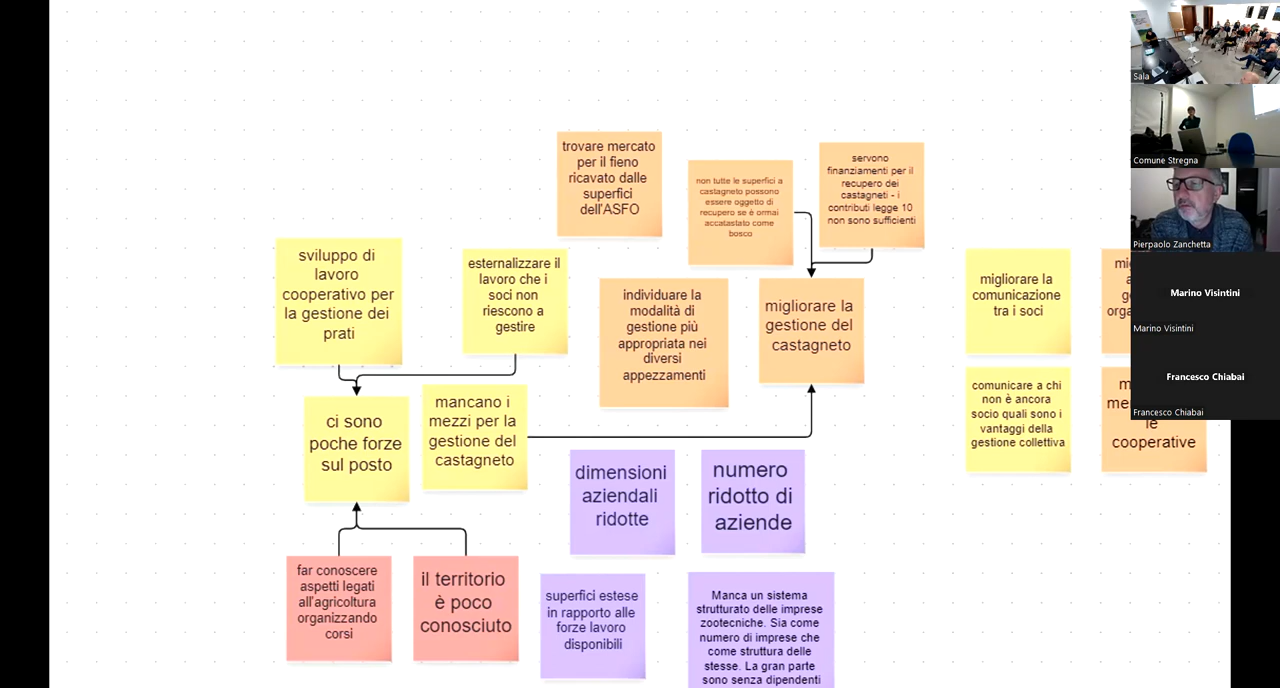 trovare mercato
per il fieno
ricavato dalle
superfici
dell'ASFO
non tutte le superfici a
castagneto possono
essere oggetto di
recupero se è ormai
accatastato come
bosco
servono
finanziamenti per il
recupero dei
castagneti - i
contributi legge 10
non sono sufficienti
sviluppo di
lavoro
cooperativo per
la gestione dei
prati
esternalizzare il
lavoro che i
soci non
riescono a
gestire
individuare la
modalità di
gestione più
appropriata nei
diversi
appezzamenti
migliorare la
gestione del
castagneto
migliorare la
comunicazione
tra i soci
ci sono
poche forze
sul posto
mancano i
mezzi per la
gestione del
castagneto
comunicare a chi
non è ancora
socio quali sono i
vantaggi della
gestione collettiva
le
cooperative
dimensioni
aziendali
ridotte
numero
ridotto di
aziende
far conoscere
aspetti legati
all'agricoltura
organizzando
corsi
il territorio
è poco
conosciuto
superfici estese
in rapporto alle
forze lavoro
disponibili
Manca un sistema
strutturato delle imprese
zootecniche. Sia come
numero di imprese che
come struttura delle
stesse. La gran parte
sono senza dipendenti
Sala
Comune Stregna
Pierpaolo Zanchetta
Marino Visintini
Marino Visintini
Francesco Chiabai
Francesco Chiabai